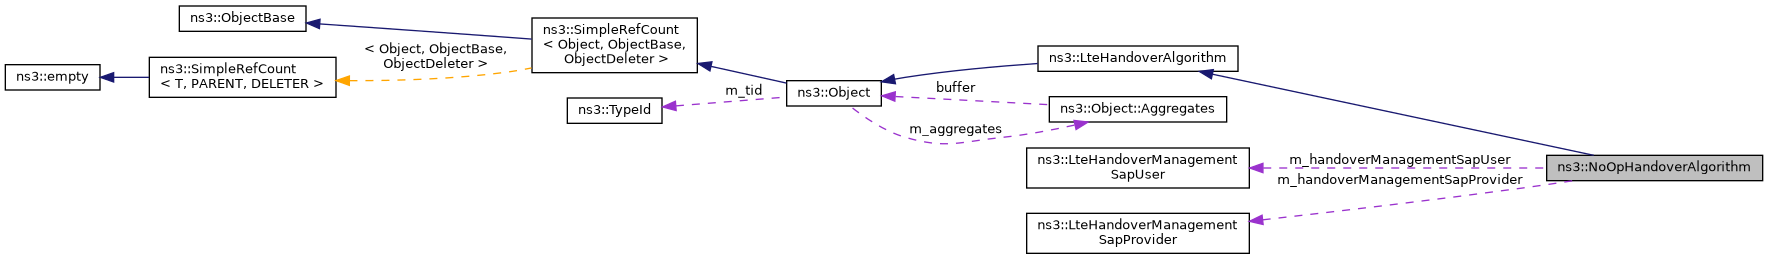 ns3::ObjectBase
ns3::SimpleRefCount
< Object, ObjectBase,
ObjectDeleter >
< Object, ObjectBase,
ObjectDeleter >
ns3::empty
ns3::SimpleRefCount
< T, PARENT, DELETER >
ns3::LteHandoverAlgorithm
ns3::Object
m_tid
buffer
ns3::TypeId
ns3::Object::Aggregates
m_aggregates
ns3::LteHandoverManagement
SapUser
m_handoverManagementSapUser
ns3::NoOpHandoverAlgorithm
m_handoverManagementSapProvider
ns3::LteHandoverManagement
SapProvider